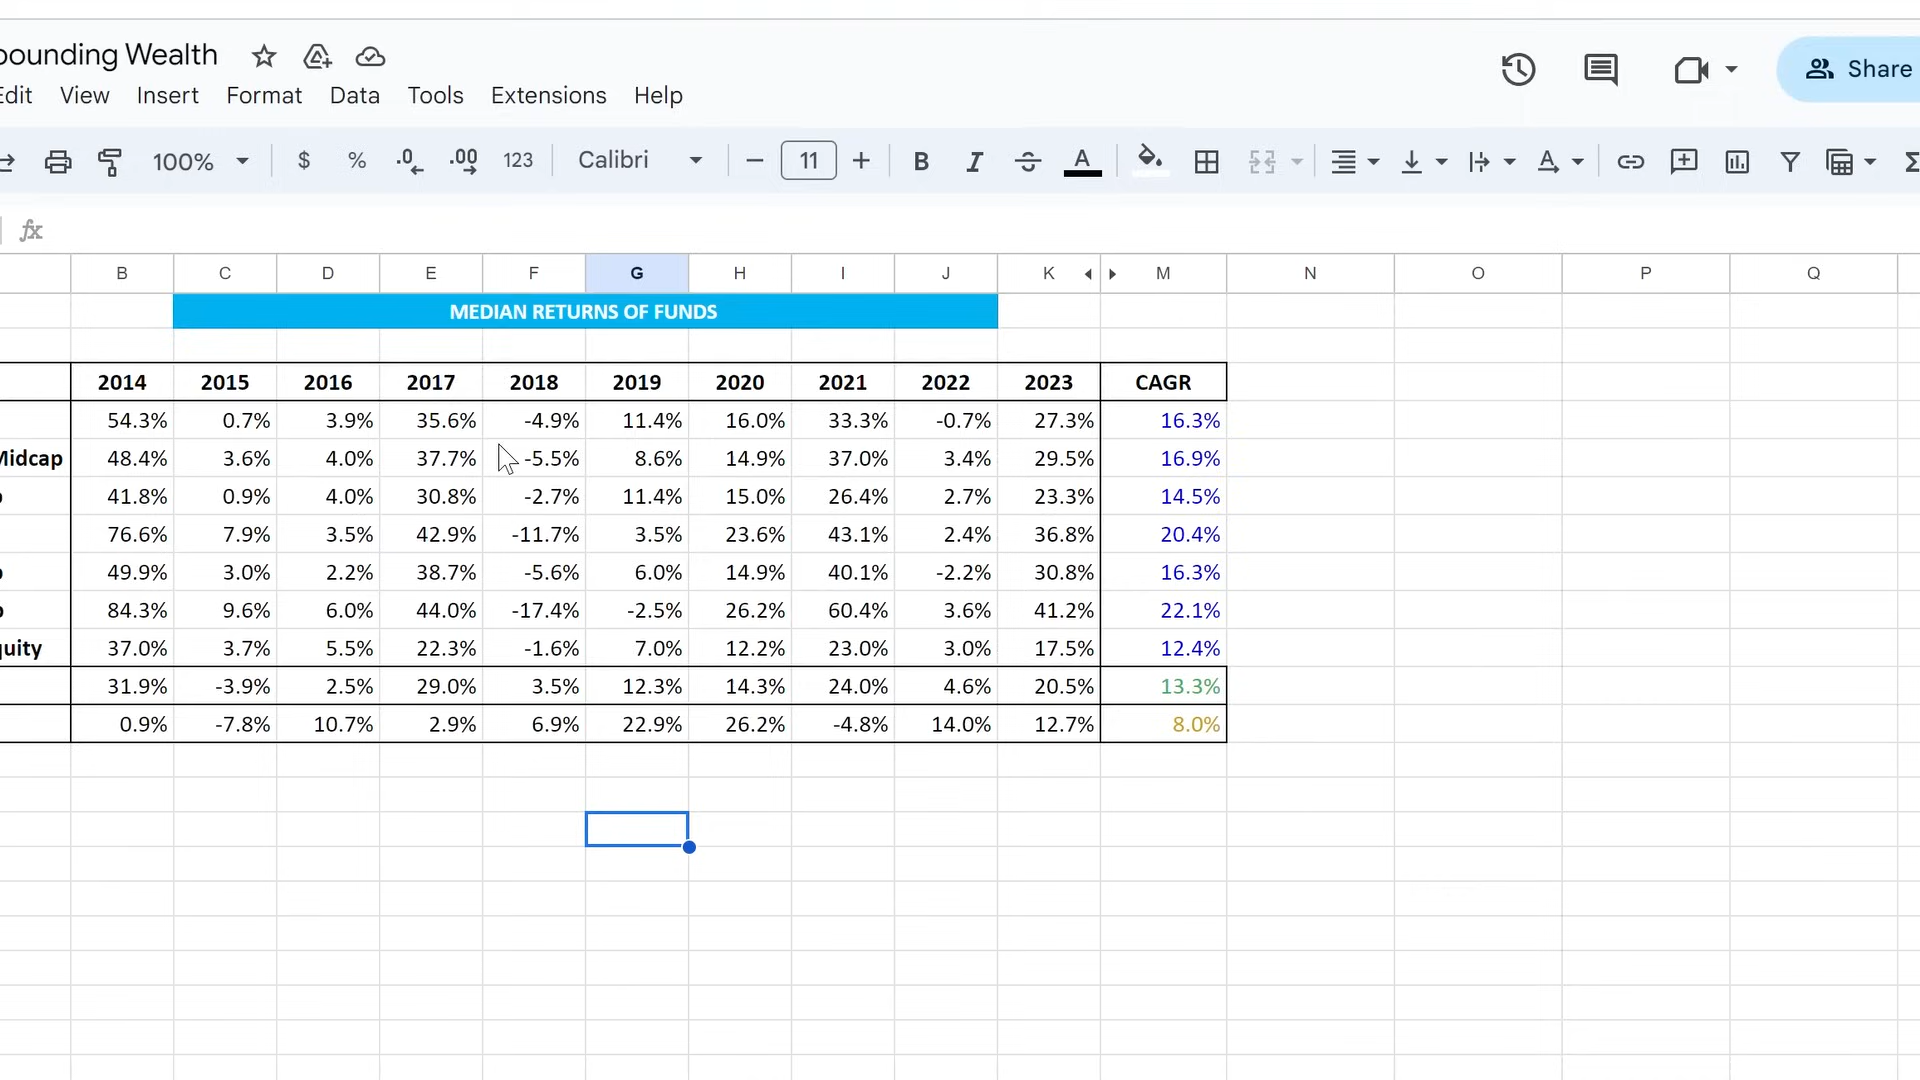 pounding Wealth
Share
Edit View Insert Format Data Tools Extensions Help
100% $ % .0 .00 123 Calibri 11 B I A
fx
B C D E F G H I J K M N O P Q
MEDIAN RETURNS OF FUNDS
2014 2015 2016 2017 2018 2019 2020 2021 2022 2023 CAGR
54.3% 0.7% 3.9% 35.6% -4.9% 11.4% 16.0% 33.3% -0.7% 27.3% 16.3%
Midcap 48.4% 3.6% 4.0% 37.7% -5.5% 8.6% 14.9% 37.0% 3.4% 29.5% 16.9%
41.8% 0.9% 4.0% 30.8% -2.7% 11.4% 15.0% 26.4% 2.7% 23.3% 14.5%
76.6% 7.9% 3.5% 42.9% -11.7% 3.5% 23.6% 43.1% 2.4% 36.8% 20.4%
49.9% 3.0% 2.2% 38.7% -5.6% 6.0% 14.9% 40.1% -2.2% 30.8% 16.3%
84.3% 9.6% 6.0% 44.0% -17.4% -2.5% 26.2% 60.4% 3.6% 41.2% 22.1%
quity 37.0% 3.7% 5.5% 22.3% -1.6% 7.0% 12.2% 23.0% 3.0% 17.5% 12.4%
31.9% -3.9% 2.5% 29.0% 3.5% 12.3% 14.3% 24.0% 4.6% 20.5% 13.3%
0.9% -7.8% 10.7% 2.9% 6.9% 22.9% 26.2% -4.8% 14.0% 12.7% 8.0%